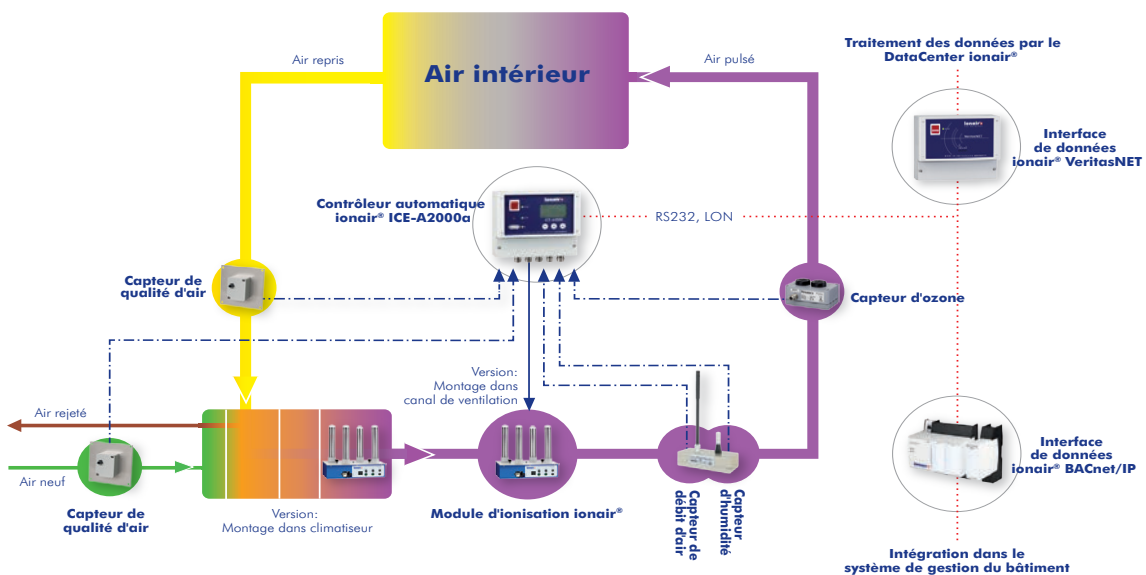 Traitement des données par le
DataCenter ionair®
Air repris
Air intérieur
Air pulsé
Interface
de données
ionair® VeritasNET
Contrôleur automatique
ionair® ICE-A2000a
RS232, LON
Capteur de
qualité d'air
Capteur d'ozone
Version:
Montage dans
canal de ventilation
Air rejeté
Air neuf
Interface
de données
ionair® BACnet/IP
Capteur de
qualité d'air
Version:
Montage dans climatiseur
Module d'ionisation ionair®
Capteur de
débit d'air
Capteur
d'humidité
Intégration dans le
système de gestion du bâtiment